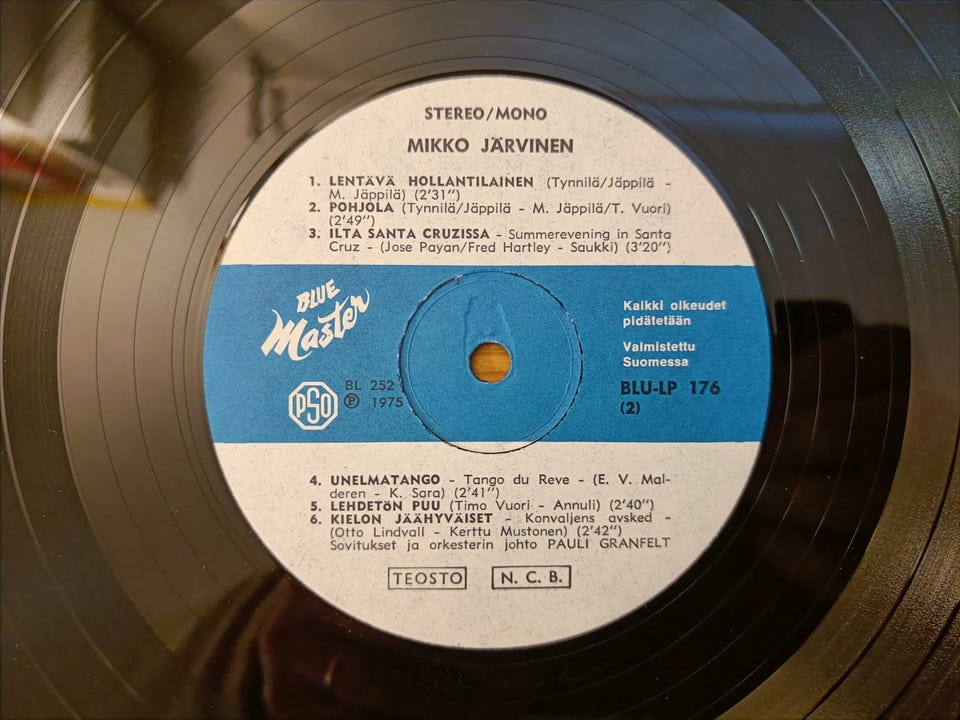 STEREO/MONO
MIKKO JÄRVINEN
1. LENTÄVÄ HOLLANTILAINEN (Tynnilä/Jäppilä -
M. Jäppilä) (2'31")
2. POHJOLA (Tynnilä/Jäppilä - M. Jäppilä/T. Vuori)
(2'49")
3. ILTA SANTA CRUZISSA - Summerevening in Santa
Cruz - (Jose Payan/Fred Hartley - Saukki) (3'20")
BLUE
Master
PSO
BL 252
℗ 1975
Kaikki oikeudet
pidätetään
Valmistettu
Suomessa
BLU-LP 176
(2)
4. UNELMATANGO - Tango du Reve - (E. V. Mal-
deren - K. Sara) (2'41")
5. LEHDETÖN PUU (Timo Vuori - Annuli) (2'40")
6. KIELON JÄÄHYVÄISET - Konvaljens avsked -
(Otto Lindvall - Kerttu Mustonen) (2'42")
Sovitukset ja orkesterin johto PAULI GRANFELT
TEOSTO N. C. B.